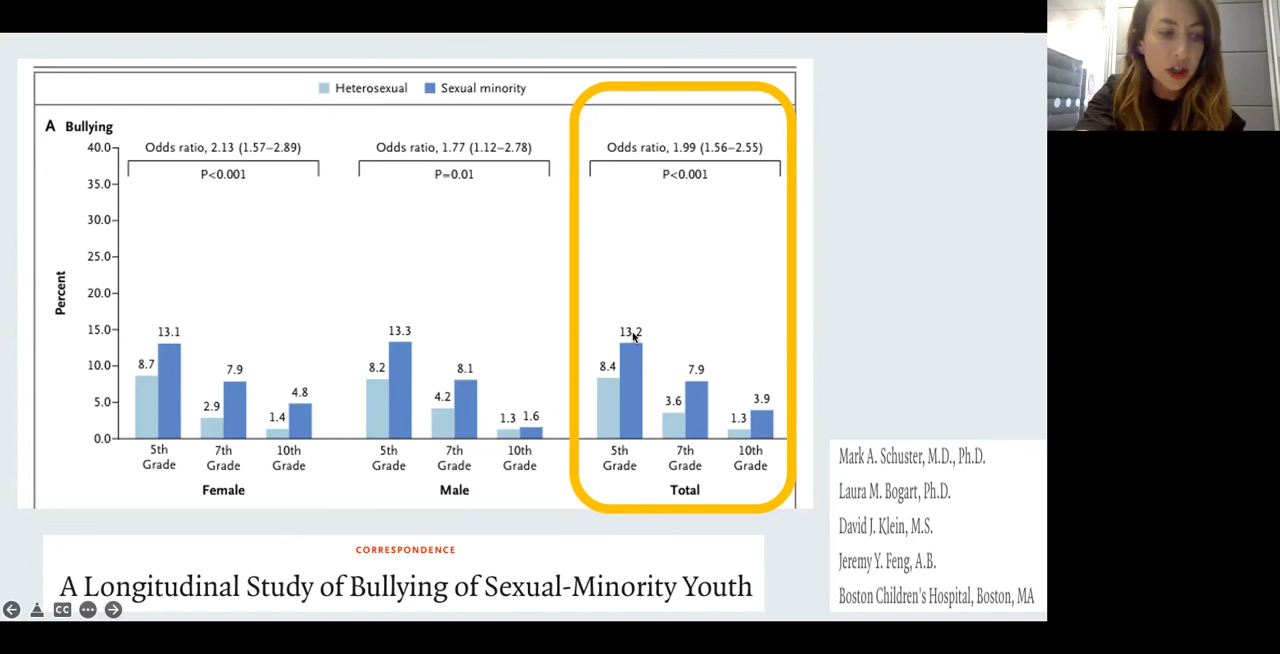 Heterosexual Sexual minority
A Bullying
Odds ratio, 2.13 (1.57–2.89) Odds ratio, 1.77 (1.12–2.78) Odds ratio, 1.99 (1.56–2.55)
P<0.001 P=0.01 P<0.001
Percent
40.0
35.0
30.0
25.0
20.0
15.0
10.0
5.0
0.0
8.7 13.1 2.9 7.9 1.4 4.8
8.2 13.3 4.2 8.1 1.3 1.6
8.4 13.2 3.6 7.9 1.3 3.9
5th Grade 7th Grade 10th Grade 5th Grade 7th Grade 10th Grade 5th Grade 7th Grade 10th Grade
Female Male Total
Mark A. Schuster, M.D., Ph.D.
Laura M. Bogart, Ph.D.
David J. Klein, M.S.
Jeremy Y. Feng, A.B.
Boston Children's Hospital, Boston, MA
CORRESPONDENCE
A Longitudinal Study of Bullying of Sexual-Minority Youth
CC